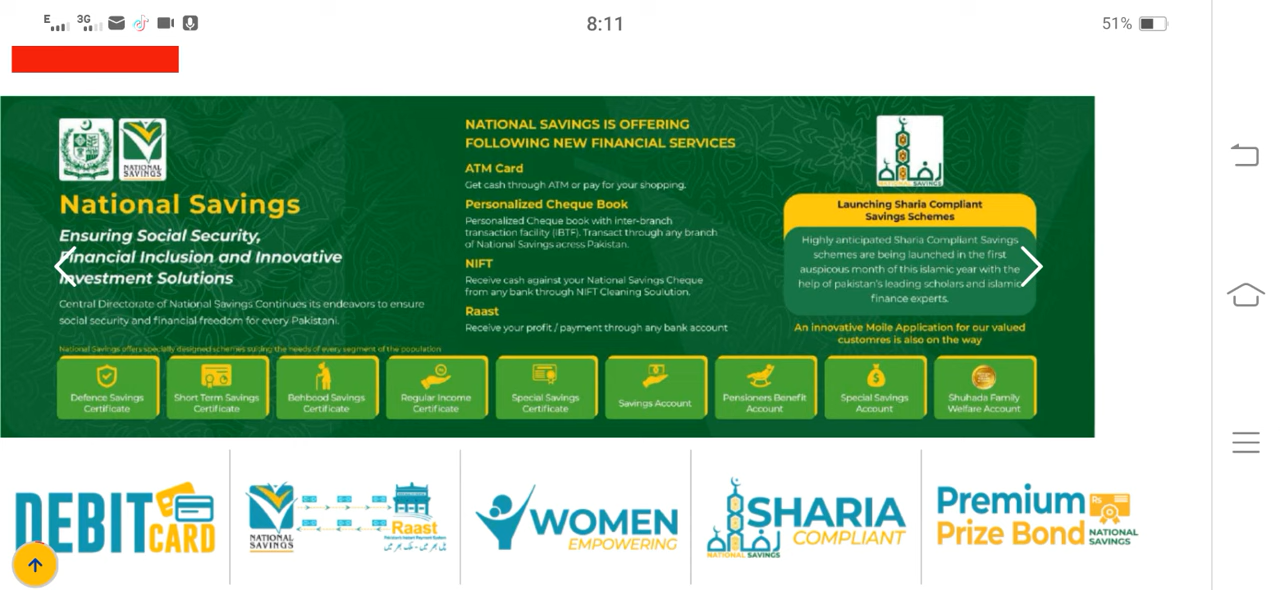 E 3G 8:11 51%
NATIONAL SAVINGS
National Savings
Ensuring Social Security,
Financial Inclusion and Innovative
Investment Solutions
Central Directorate of National Savings Continues its endeavors to ensure
social security and financial freedom for every Pakistani.
NATIONAL SAVINGS IS OFFERING
FOLLOWING NEW FINANCIAL SERVICES
ATM Card
Get cash through ATM or pay for your shopping.
Personalized Cheque Book
Personalized Cheque book with inter-branch
transaction facility (IBTF). Transact through any branch
of National Savings across Pakistan.
NIFT
Receive cash against your National Savings Cheque
from any bank through NIFT Cleaning Soulution.
Raast
Receive your profit / payment through any bank account
NATIONAL SAVINGS
Launching Sharia Compliant
Savings Schemes
Highly anticipated Sharia Compliant Savings
schemes are being launched in the first
auspicious month of this islamic year with the
help of pakistan's leading scholars and islamic
finance experts.
An innovative Moile Application for our valued
customres is also on the way
National Savings offers specially designed schemes suiting the needs of every segment of the population
Defence Savings
Certificate
Short Term Savings
Certificate
Behbood Savings
Certificate
Regular Income
Certificate
Special Savings
Certificate
Savings Account
Pensioners Benefit
Account
Special Savings
Account
Shuhada Family
Welfare Account
DEBIT
CARD
NATIONAL
SAVINGS
Raast
WOMEN
EMPOWERING
SHARIA
COMPLIANT
NATIONAL SAVINGS
Premium
Prize Bond
Rs
NATIONAL
SAVINGS